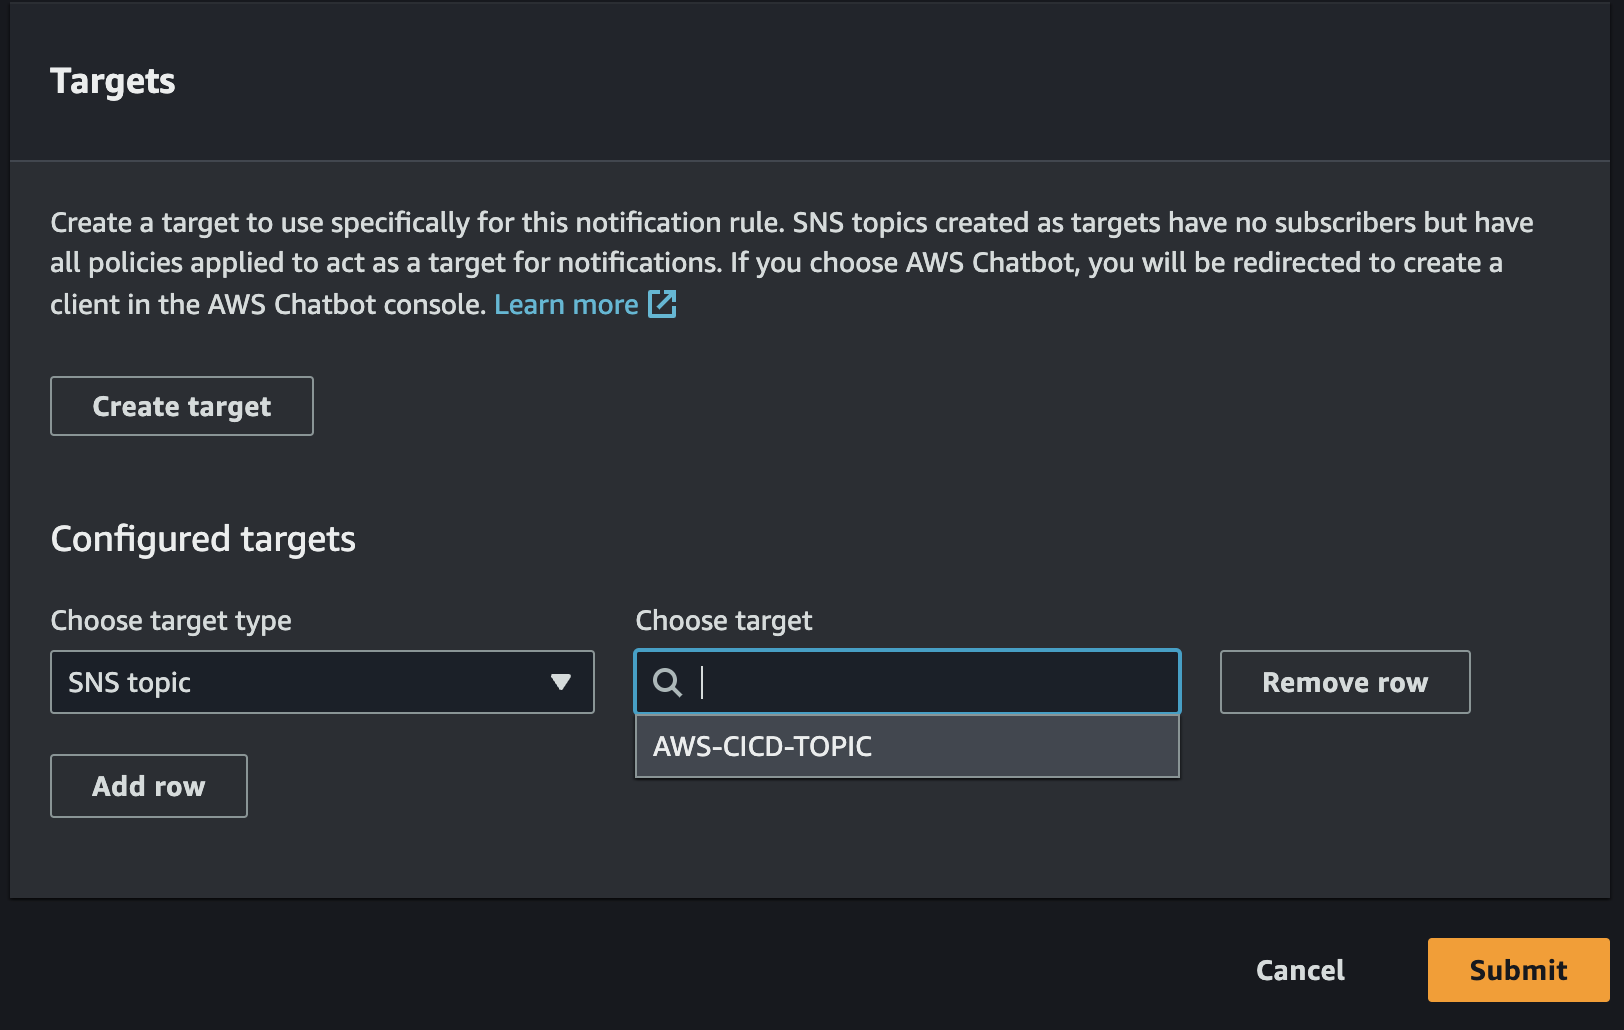 Targets
Create a target to use specifically for this notification rule. SNS topics created as targets have no subscribers but have
all policies applied to act as a target for notifications. If you choose AWS Chatbot, you will be redirected to create a
client in the AWS Chatbot console. Learn more
Create target
Configured targets
Choose target type
Choose target
SNS topic
Remove row
AWS-CICD-TOPIC
Add row
Cancel
Submit